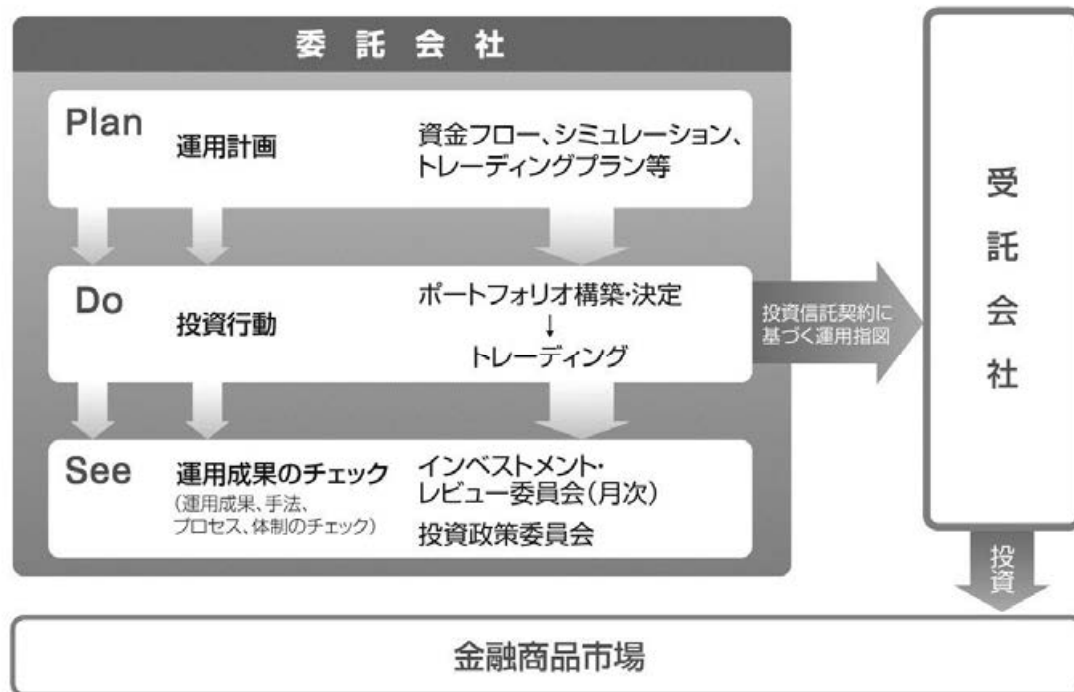 委託会社
Plan
運用計画
資金フロー、シミュレーション、
トレーディングプラン等
Do
投資行動
ポートフォリオ構築・決定
↓
トレーディング
投資信託契約に
基づく運用指図
See
運用成果のチェック
(運用成果、手法、
プロセス、体制のチェック)
インベストメント・
レビュー委員会(月次)
投資政策委員会
受託会社
投資
金融商品市場